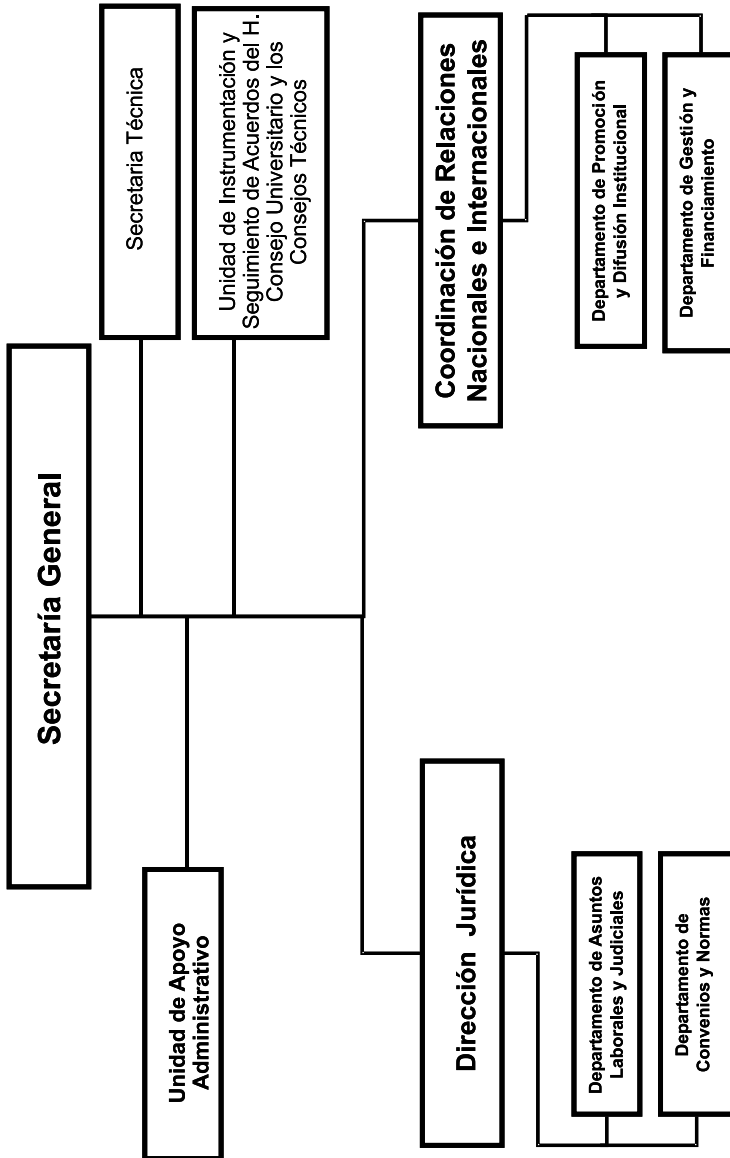 Secretaría General
Secretaria Técnica
Unidad de Instrumentación y
Seguimiento de Acuerdos del H.
Consejo Universitario y los
Consejos Técnicos
Unidad de Apoyo
Administrativo
Dirección Jurídica
Coordinación de Relaciones
Nacionales e Internacionales
Departamento de Asuntos
Laborales y Judiciales
Departamento de
Convenios y Normas
Departamento de Promoción
y Difusión Institucional
Departamento de Gestión y
Financiamiento